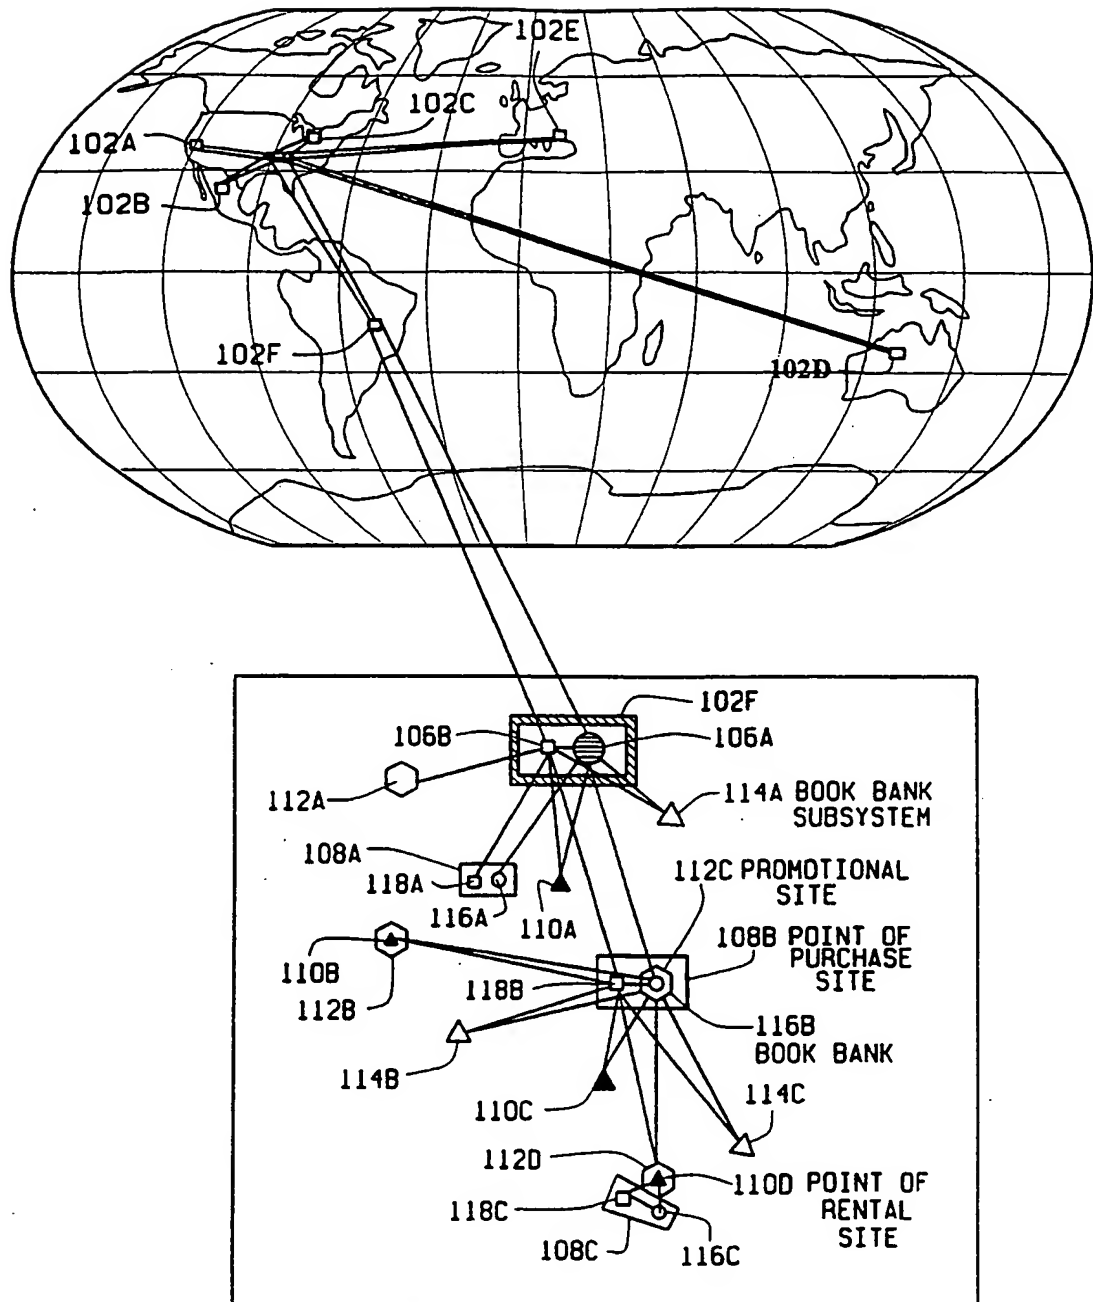 102E
102C
102A
102B
102F
102D
102F
106B
106A
112A
114A BOOK BANK
SUBSYSTEM
108A
112C PROMOTIONAL
SITE
118A
116A
110A
108B POINT OF
PURCHASE
SITE
110B
118B
112B
116B
BOOK BANK
114B
114C
110C
112D
110D POINT OF
RENTAL
SITE
118C
108C
116C